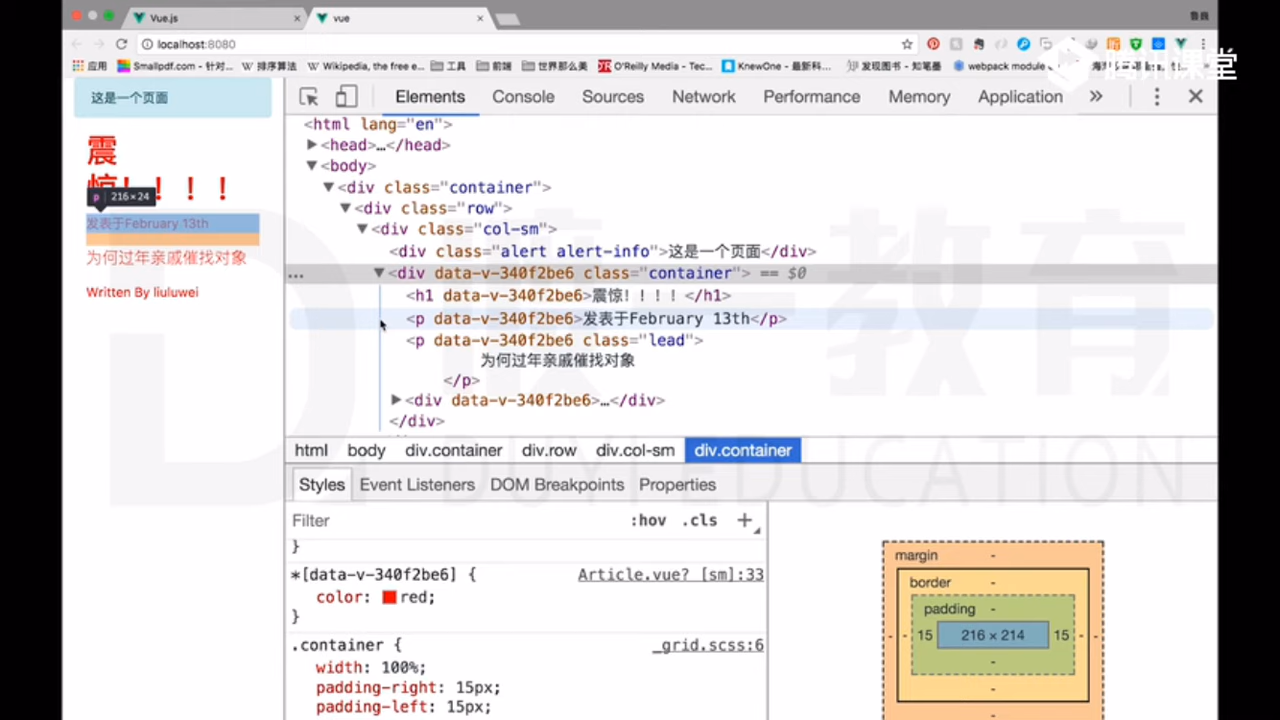 Vue.js
vue
localhost:8080
应用
Smallpdf.com - 针对...
排序算法
Wikipedia, the free e...
工具
前端
世界那么美
O'Reilly Media - Tec...
KnewOne - 最新科...
发现图书 - 知笔墨
webpack module
腾讯课堂
这是一个页面
震
惊！！！！
p 216×24
发表于February 13th
为何过年亲戚催找对象
Written By liuluwei
Elements Console Sources Network Performance Memory Application »
<html lang="en">
▶<head>…</head>
▼<body>
▼<div class="container">
▼<div class="row">
▼<div class="col-sm">
<div class="alert alert-info">这是一个页面</div>
... ▼<div data-v-340f2be6 class="container"> == $0
<h1 data-v-340f2be6>震惊！！！！</h1>
<p data-v-340f2be6>发表于February 13th</p>
<p data-v-340f2be6 class="lead">
为何过年亲戚催找对象
</p>
▶<div data-v-340f2be6>…</div>
</div>
html body div.container div.row div.col-sm div.container
Styles Event Listeners DOM Breakpoints Properties
教育
DUYI EDUCATION
Filter :hov .cls +
}
*[data-v-340f2be6] { Article.vue? [sm]:33
color: red;
}
.container { _grid.scss:6
width: 100%;
padding-right: 15px;
padding-left: 15px;
margin -
border -
padding -
- - 15 216 × 214 15 - -
-
-
-